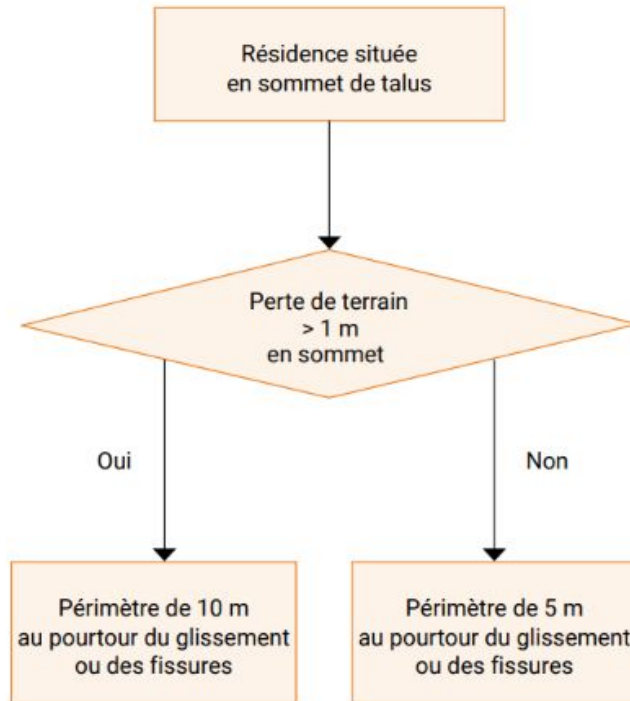 Résidence située
en sommet de talus
Perte de terrain
> 1 m
en sommet
Oui
Non
Périmètre de 10 m
au pourtour du glissement
ou des fissures
Périmètre de 5 m
au pourtour du glissement
ou des fissures